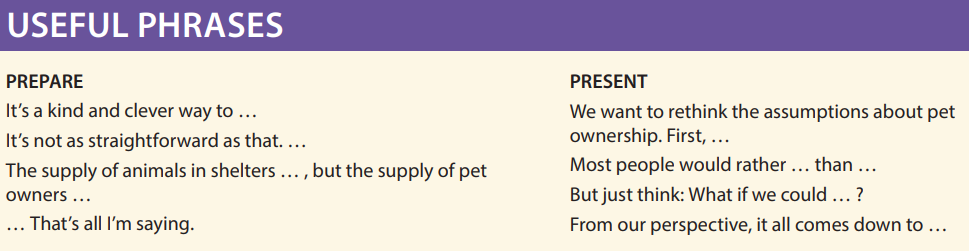 USEFUL PHRASES
PREPARE
It’s a kind and clever way to …
It’s not as straightforward as that. …
The supply of animals in shelters … , but the supply of pet
owners …
… That’s all I’m saying.
PRESENT
We want to rethink the assumptions about pet
ownership. First, …
Most people would rather … than …
But just think: What if we could … ?
From our perspective, it all comes down to …